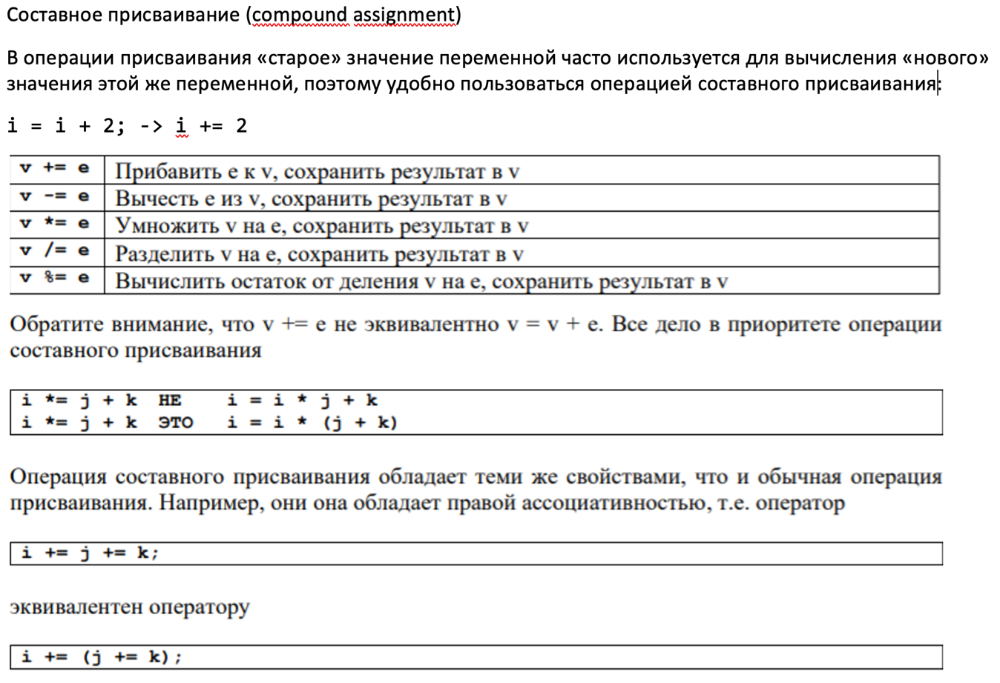 Составное присваивание (compound assignment)
В операции присваивания «старое» значение переменной часто используется для вычисления «нового»
значения этой же переменной, поэтому удобно пользоваться операцией составного присваивания:
i = i + 2; -> i += 2
v += e Прибавить e к v, сохранить результат в v
v -= e Вычесть e из v, сохранить результат в v
v *= e Умножить v на e, сохранить результат в v
v /= e Разделить v на e, сохранить результат в v
v %= e Вычислить остаток от деления v на e, сохранить результат в v
Обратите внимание, что v += e не эквивалентно v = v + e. Все дело в приоритете операции
составного присваивания
i *= j + k НЕ i = i * j + k
i *= j + k ЭТО i = i * (j + k)
Операция составного присваивания обладает теми же свойствами, что и обычная операция
присваивания. Например, они она обладает правой ассоциативностью, т.е. оператор
i += j += k;
эквивалентен оператору
i += (j += k);